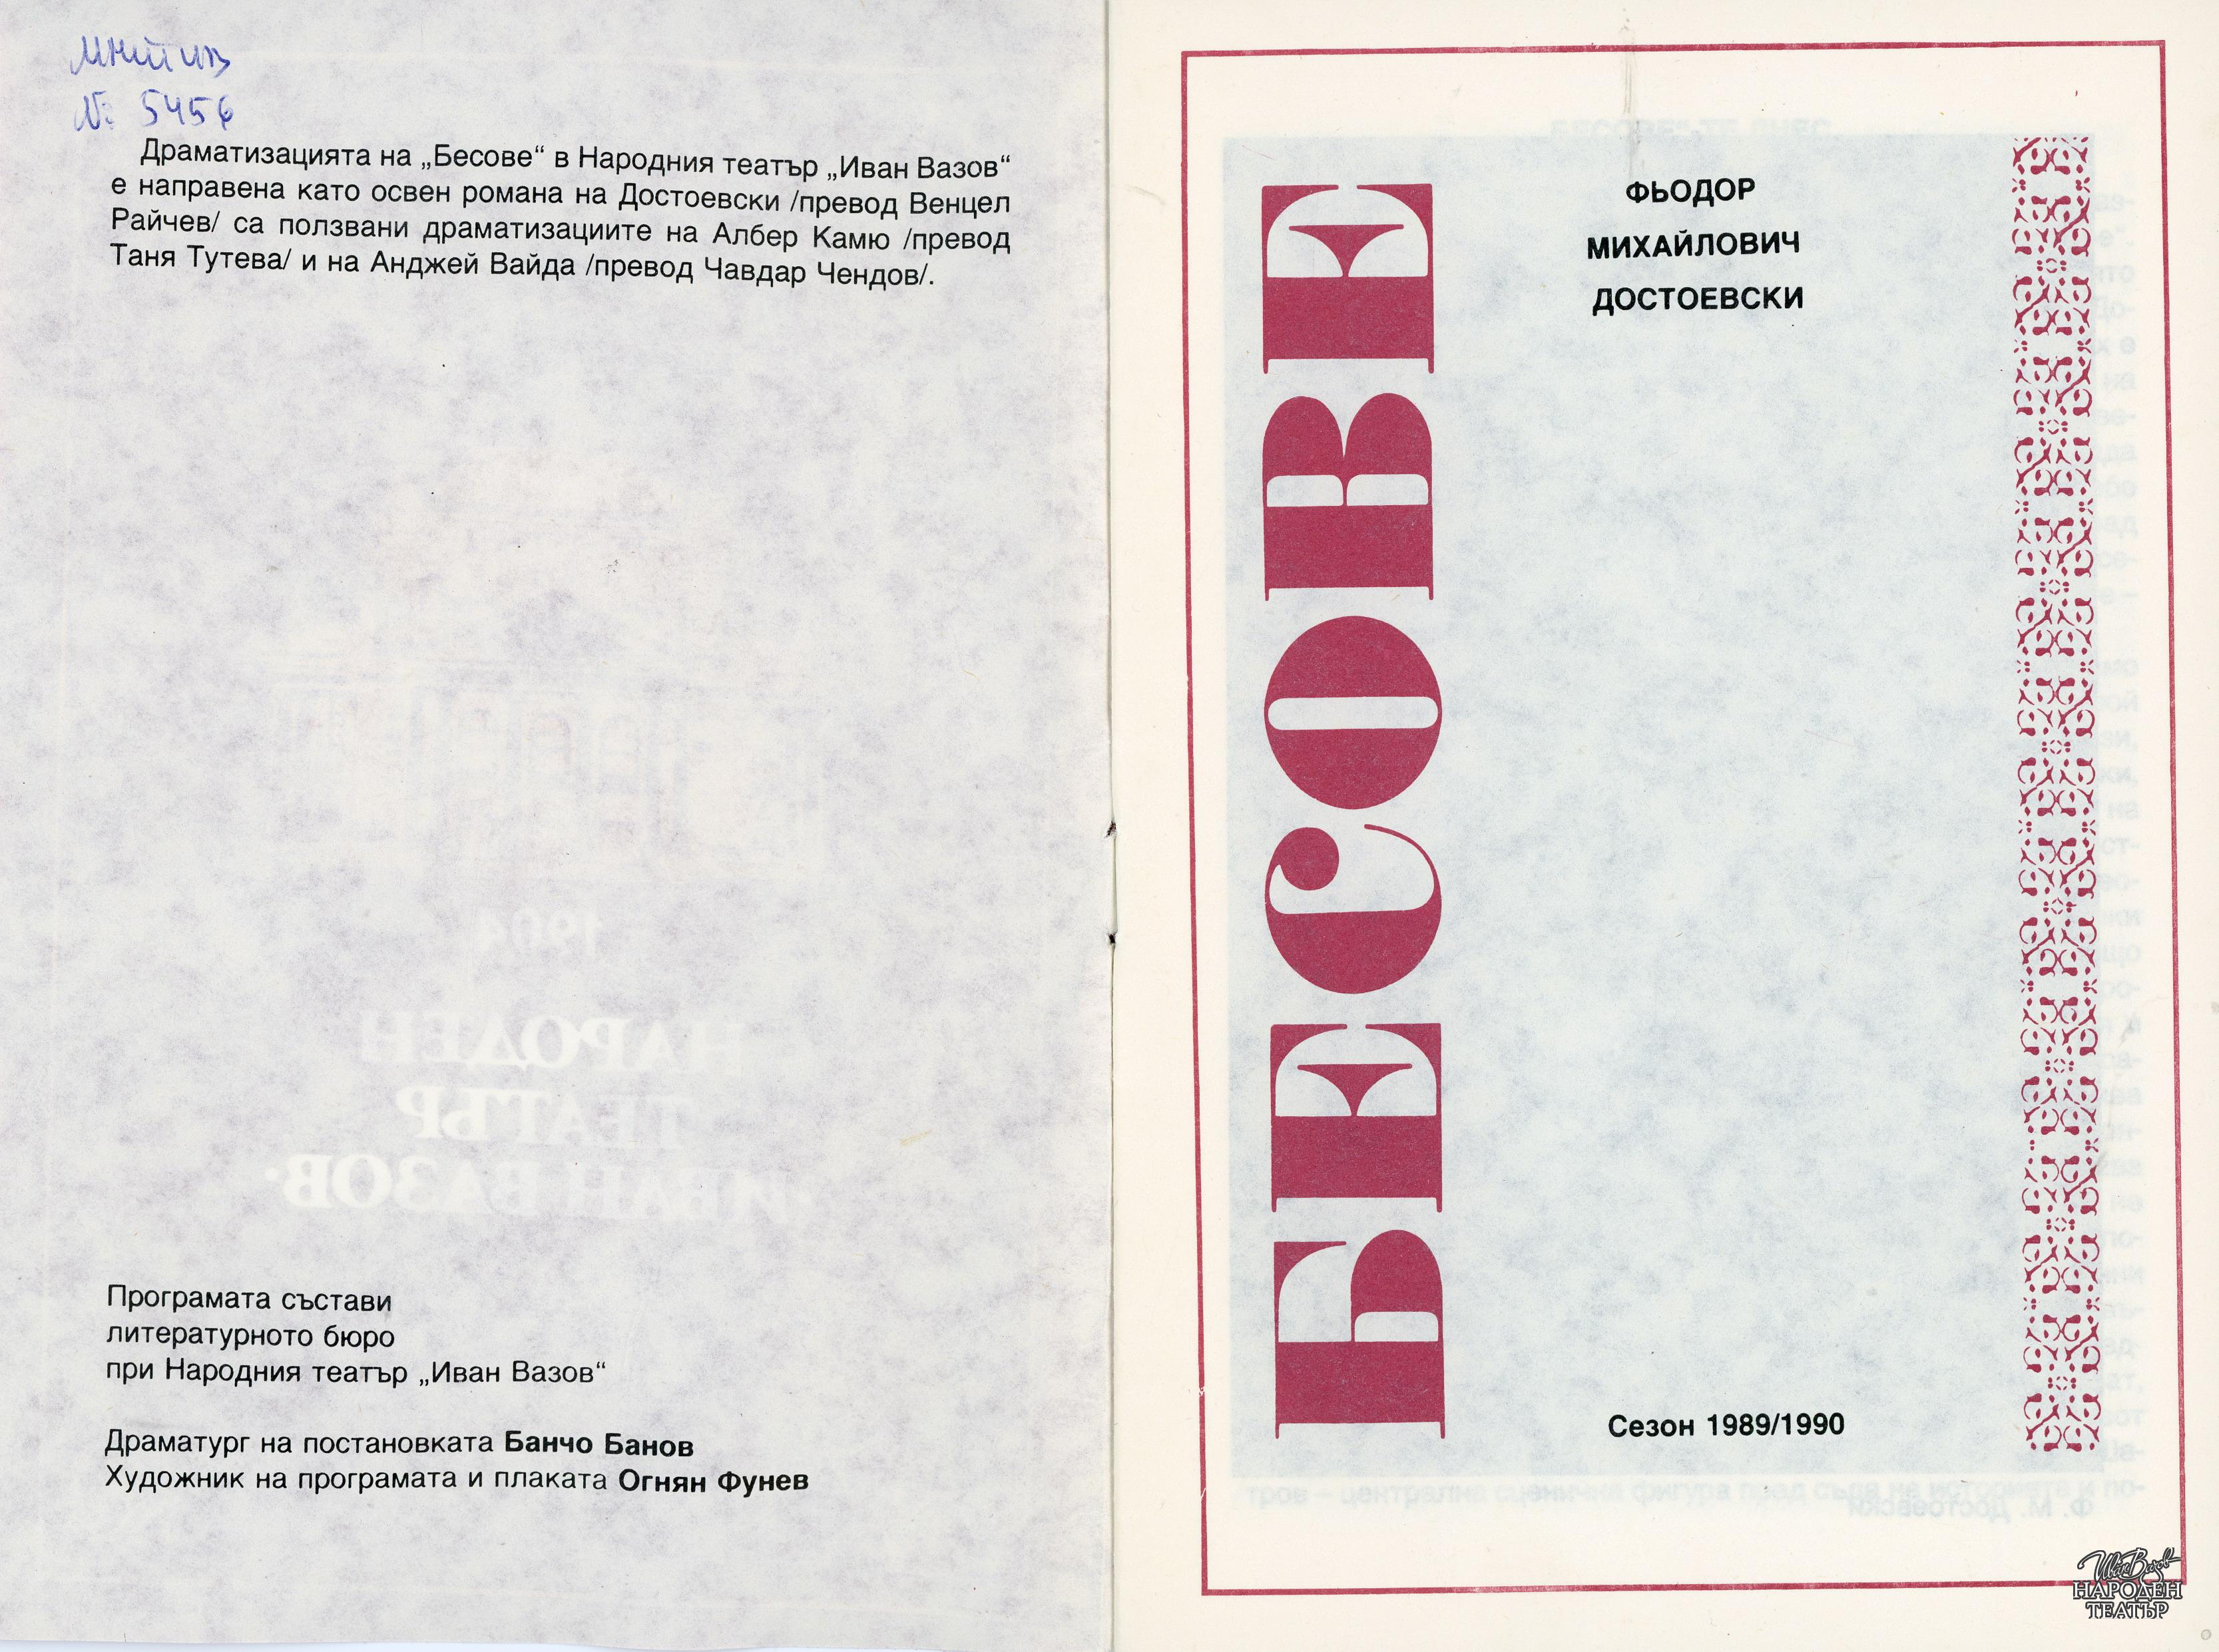 № 5456
Драматизацията на „Бесове“ в Народния театър „Иван Вазов“
е направена като освен романа на Достоевски /превод Венцел
Райчев/ са ползвани драматизациите на Албер Камю /превод
Таня Тутева/ и на Анджей Вайда /превод Чавдар Чендов/.
Програмата състави
литературното бюро
при Народния театър „Иван Вазов“
Драматург на постановката Банчо Банов
Художник на програмата и плаката Огнян Фунев
БЕСОВЕ
ФЬОДОР
МИХАЙЛОВИЧ
ДОСТОЕВСКИ
Сезон 1989/1990
Иван Вазов
НАРОДЕН
ТЕАТЪР